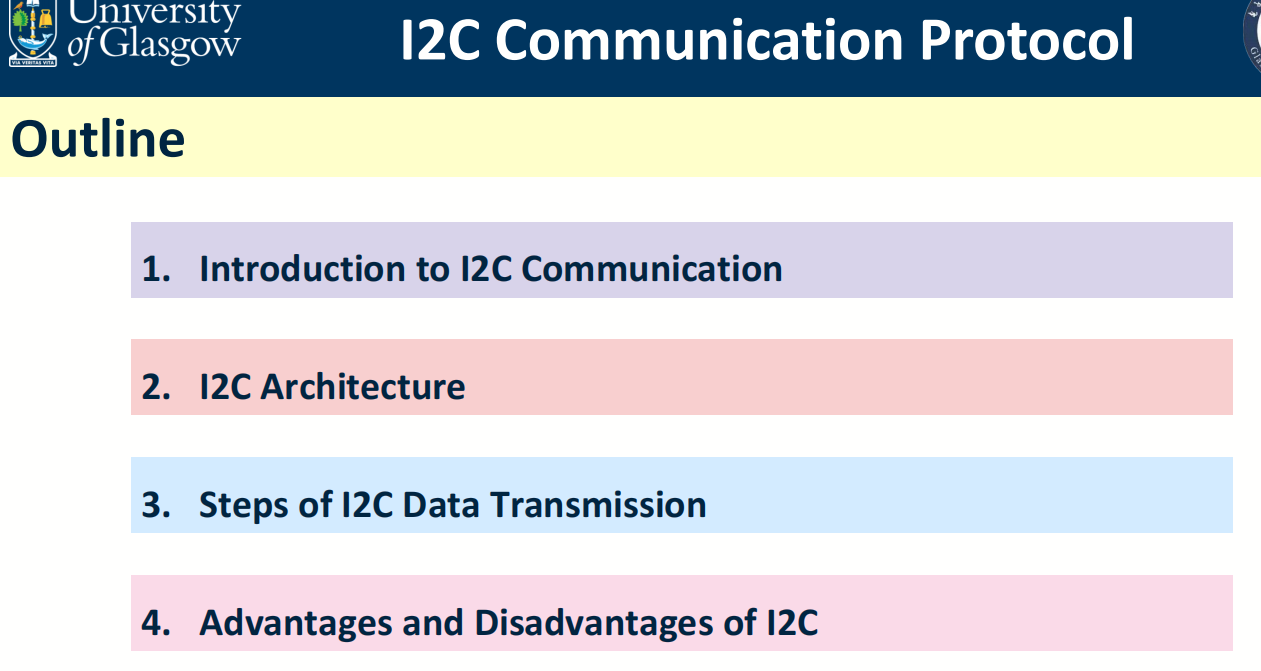 University
of Glasgow
VIA VERITAS VITA
I2C Communication Protocol
Outline
1. Introduction to I2C Communication
2. I2C Architecture
3. Steps of I2C Data Transmission
4. Advantages and Disadvantages of I2C